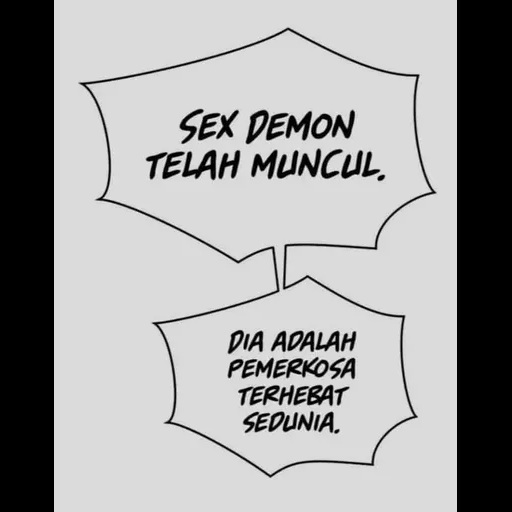 SEX DEMON
TELAH MUNCUL.
DIA ADALAH
PEMERKOSA
TERHEBAT
SEDUNIA.